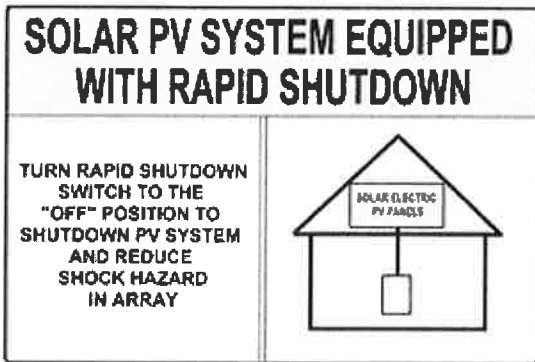 SOLAR PV SYSTEM EQUIPPED
WITH RAPID SHUTDOWN
TURN RAPID SHUTDOWN
SWITCH TO THE
"OFF" POSITION TO
SHUTDOWN PV SYSTEM
AND REDUCE
SHOCK HAZARD
IN ARRAY
SOLAR ELECTRIC
PV PANELS